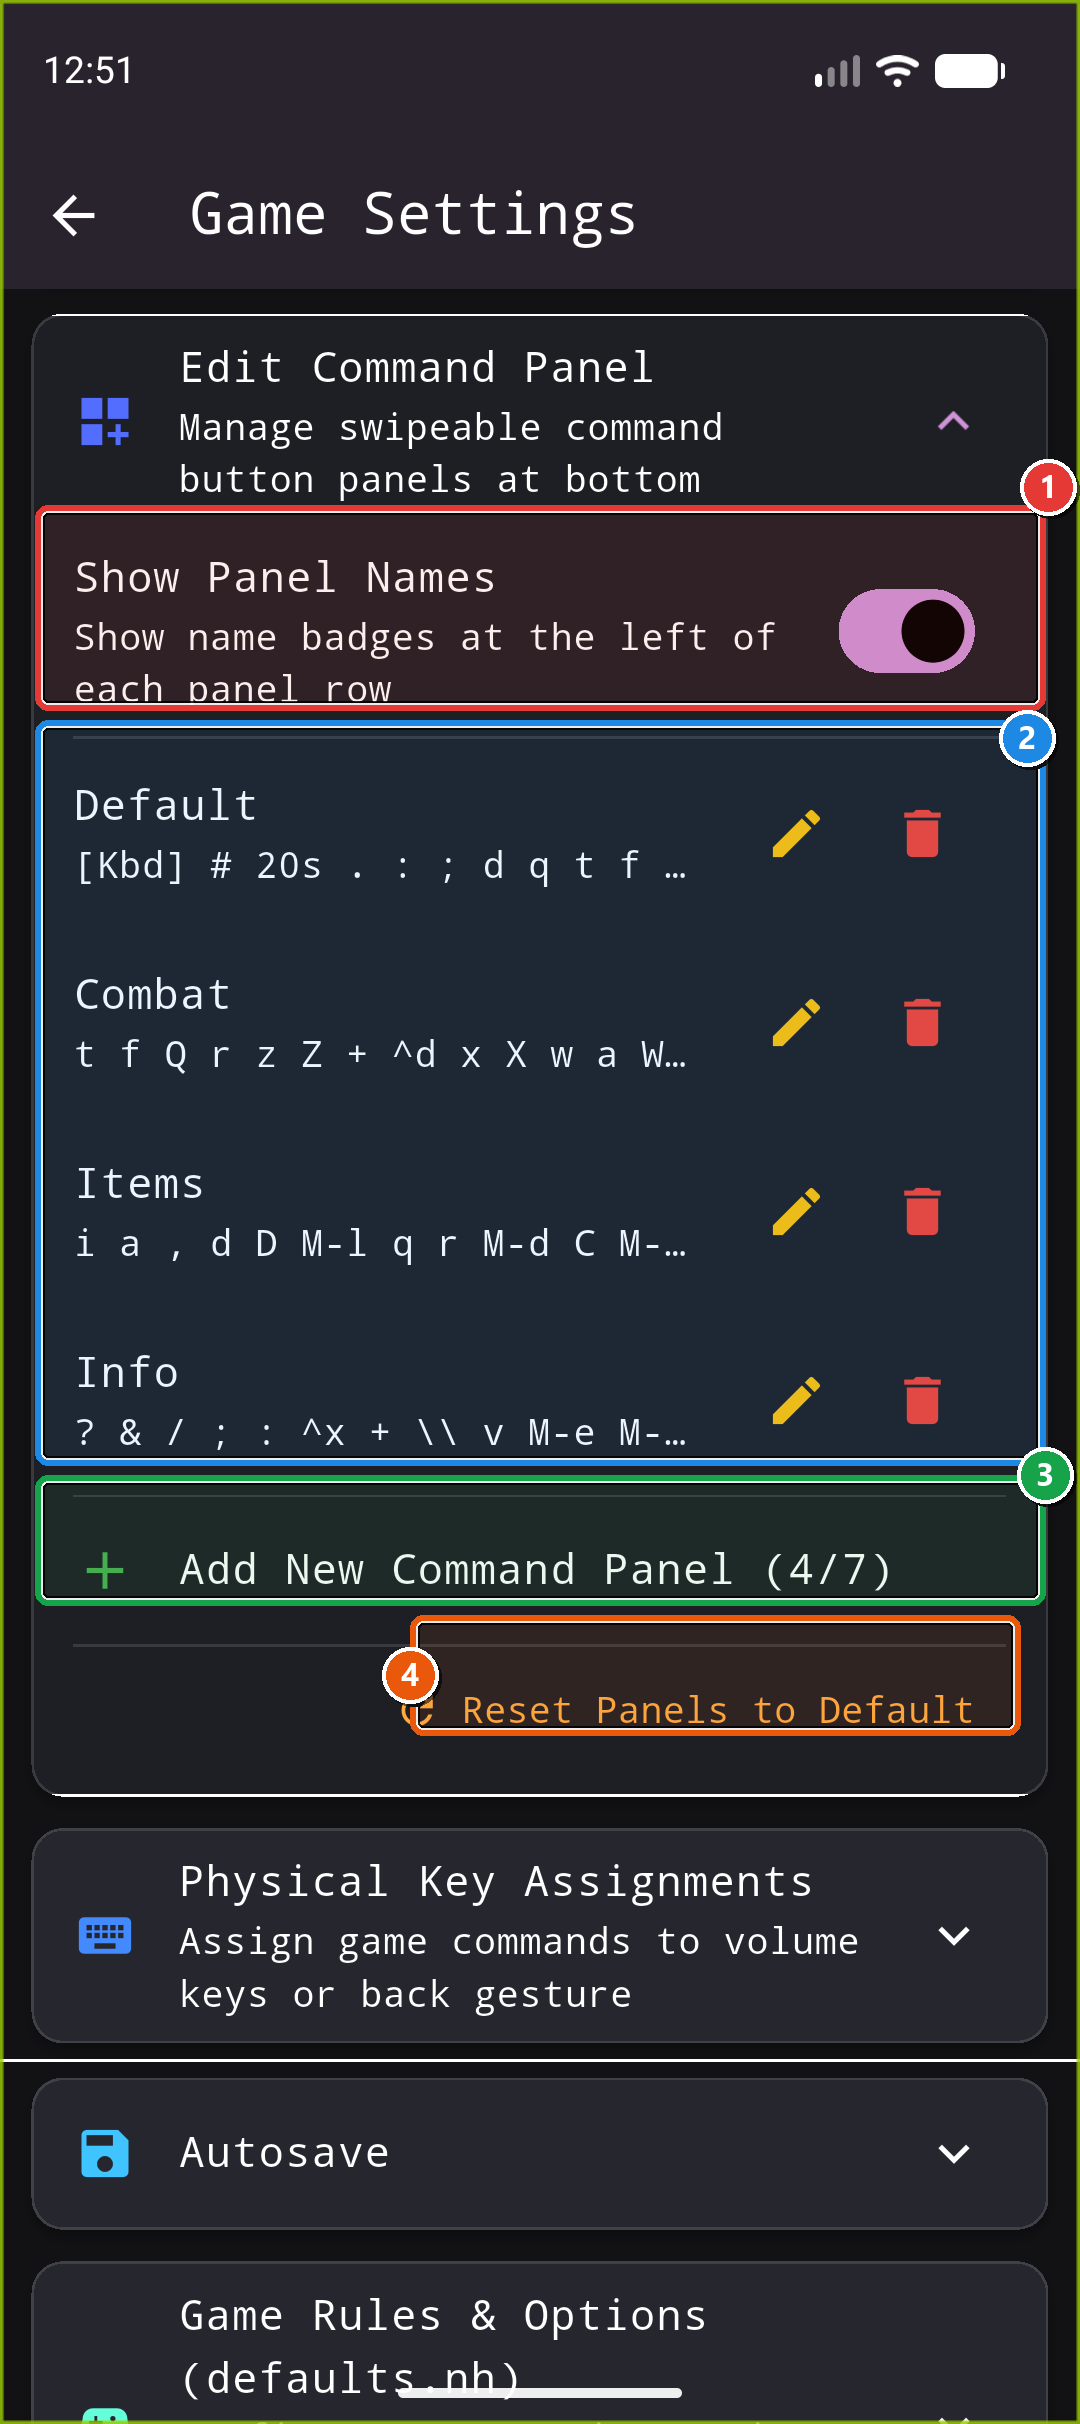 12:51
Game Settings
Edit Command Panel
Manage swipeable command
button panels at bottom
1
Show Panel Names
Show name badges at the left of
each panel row
2
Default
[Kbd] # 20s . : ; d q t f …
Combat
t f Q r z Z + ^d x X w a W…
Items
i a , d D M-l q r M-d C M-…
Info
? & / ; : ^x + \\ v M-e M-…
3
Add New Command Panel (4/7)
4
Reset Panels to Default
Physical Key Assignments
Assign game commands to volume
keys or back gesture
Autosave
Game Rules & Options
(defaults.nh)